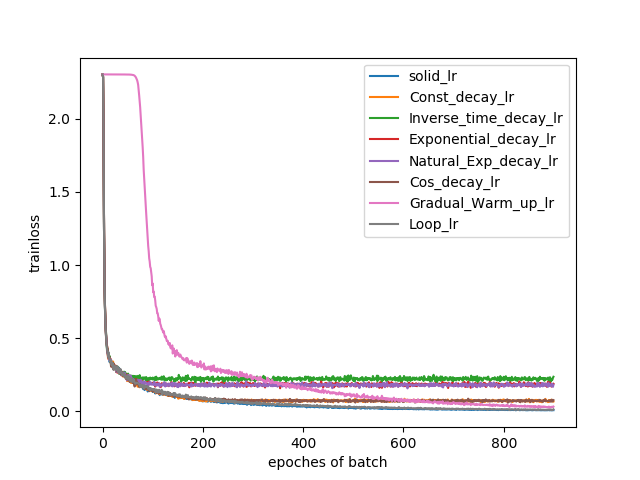 solid_lr
Const_decay_lr
Inverse_time_decay_lr
Exponential_decay_lr
Natural_Exp_decay_lr
Cos_decay_lr
Gradual_Warm_up_lr
Loop_lr
trainloss
2.0
1.5
1.0
0.5
0.0
0 200 400 600 800
epoches of batch